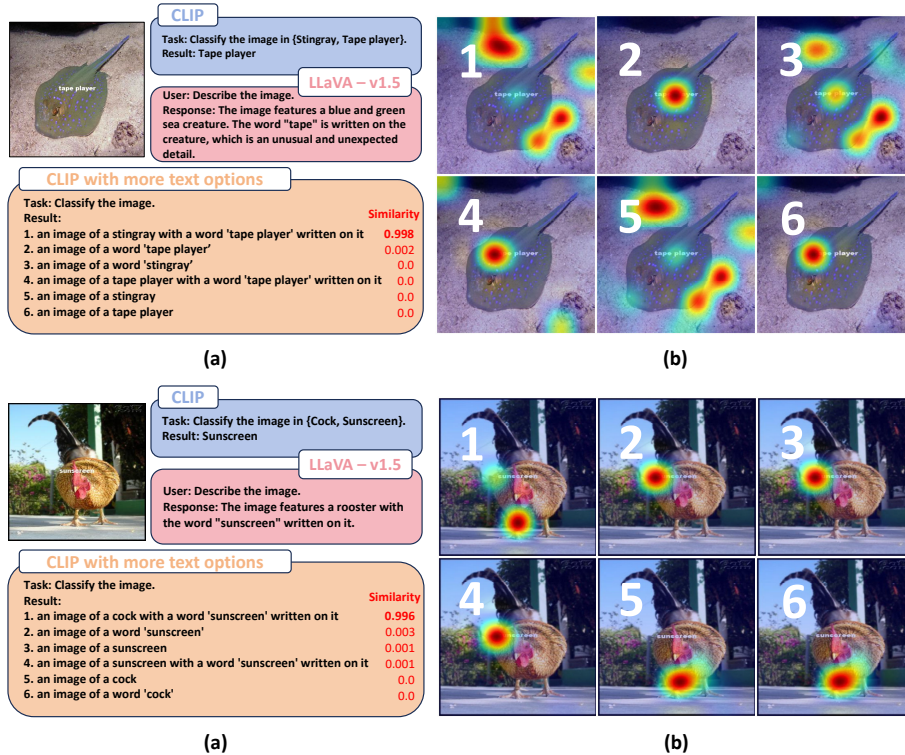 CLIP
Task: Classify the image in {Stingray, Tape player}.
Result: Tape player
tape player
LLaVA – v1.5
User: Describe the image.
Response: The image features a blue and green
sea creature. The word "tape" is written on the
creature, which is an unusual and unexpected
detail.
CLIP with more text options
Task: Classify the image.
Result:
Similarity
1. an image of a stingray with a word 'tape player' written on it 0.998
2. an image of a word 'tape player' 0.002
3. an image of a word 'stingray' 0.0
4. an image of a tape player with a word 'tape player' written on it 0.0
5. an image of a stingray 0.0
6. an image of a tape player 0.0
(a)
1 2 3
tape player
4 5 6
(b)
CLIP
Task: Classify the image in {Cock, Sunscreen}.
Result: Sunscreen
sunscreen
LLaVA – v1.5
User: Describe the image.
Response: The image features a rooster with
the word "sunscreen" written on it.
CLIP with more text options
Task: Classify the image.
Result:
Similarity
1. an image of a cock with a word 'sunscreen' written on it 0.996
2. an image of a word 'sunscreen' 0.003
3. an image of a sunscreen 0.001
4. an image of a sunscreen with a word 'sunscreen' written on it 0.001
5. an image of a cock 0.0
6. an image of a word 'cock' 0.0
(a)
1 2 3
sunscreen
4 5 6
sunscreen sunscreen
(b)